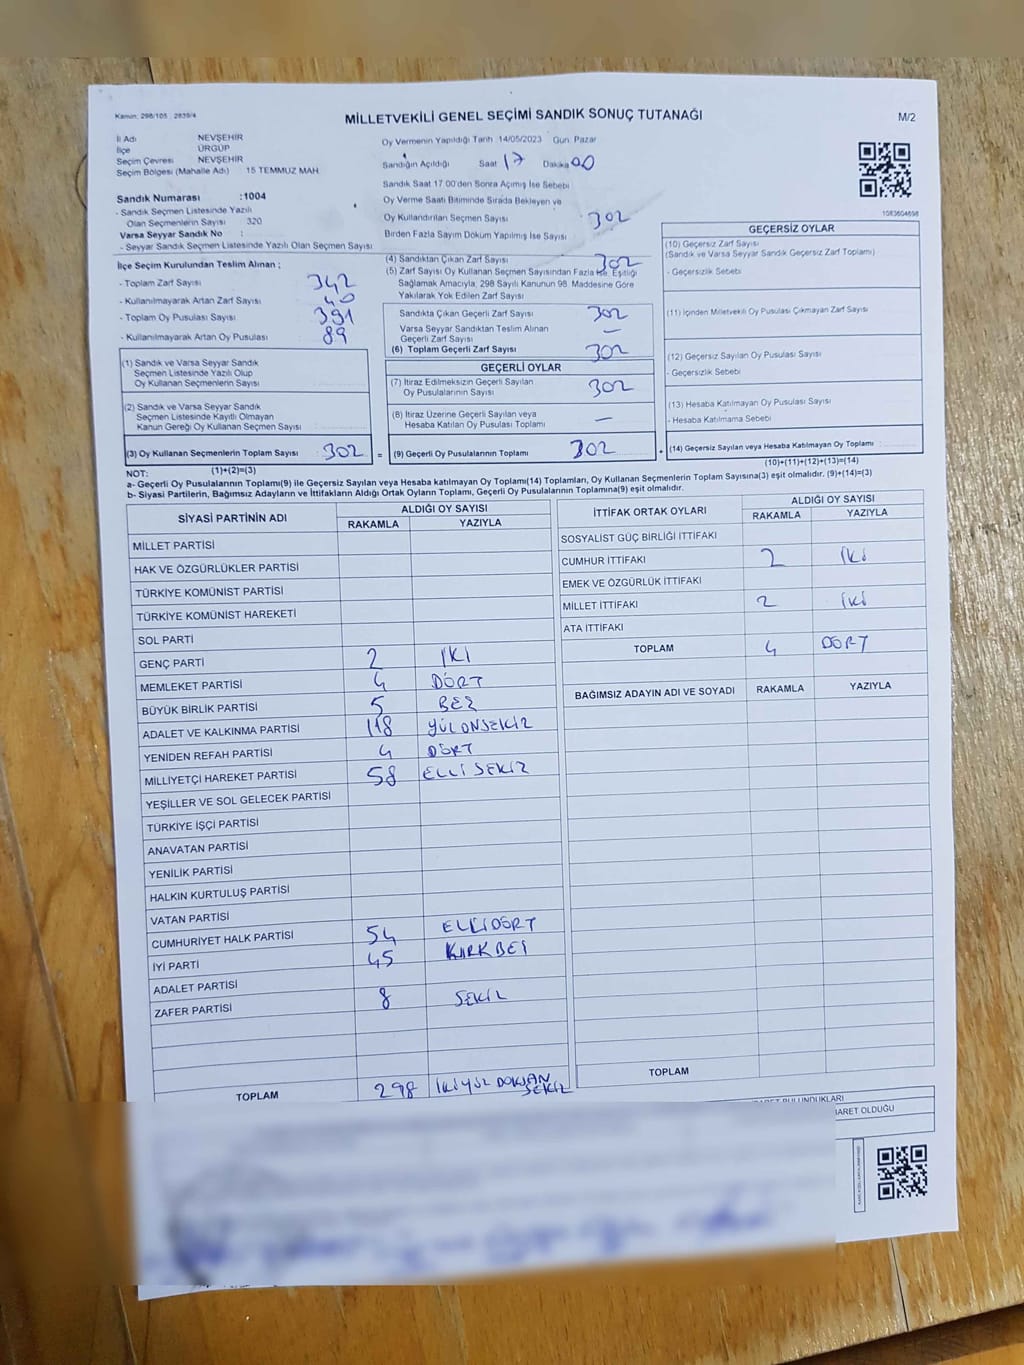 Kanun: 298/105 2839/4
MİLLETVEKİLİ GENEL SEÇİMİ SANDIK SONUÇ TUTANAĞI
M/2
İl Adı NEVŞEHİR
İlçe ÜRGÜP
Seçim Çevresi NEVŞEHİR
Seçim Bölgesi (Mahalle Adı) 15 TEMMUZ MAH.
Sandık Numarası :1004
- Sandık Seçmen Listesinde Yazılı
Olan Seçmenlerin Sayısı 320
Varsa Seyyar Sandık No :
- Seyyar Sandık Seçmen Listesinde Yazılı Olan Seçmen Sayısı
Oy Vermenin Yapıldığı Tarih 14/05/2023 Gün: Pazar
Sandığın Açıldığı Saat 17 Dakika 00
Sandık Saat 17 00'den Sonra Açımış İse Sebebi
Oy Verme Saati Bitiminde Sırada Bekleyen ve
Oy Kullandırılan Seçmen Sayısı 302
Birden Fazla Sayım Döküm Yapılmış İse Sayısı
1083604698
İlçe Seçim Kurulundan Teslim Alınan ;
- Toplam Zarf Sayısı 342
- Kullanılmayarak Artan Zarf Sayısı 40
- Toplam Oy Pusulası Sayısı 391
- Kullanılmayarak Artan Oy Pusulası 89
(1) Sandık ve Varsa Seyyar Sandık
Seçmen Listesinde Yazılı Olup
Oy Kullanan Seçmenlerin Sayısı
(2) Sandık ve Varsa Seyyar Sandık
Seçmen Listesinde Kayıtlı Olmayan
Kanun Gereği Oy Kullanan Seçmen Sayısı :
(3) Oy Kullanan Seçmenlerin Toplam Sayısı : 302 =
(1)+(2)=(3)
(4) Sandıktan Çıkan Zarf Sayısı 302
(5) Zarf Sayısı Oy Kullanan Seçmen Sayısından Fazla İse, Eşitliği
Sağlamak Amacıyla, 298 Sayılı Kanunun 98. Maddesine Göre
Yakılarak Yok Edilen Zarf Sayısı
Sandıkta Çıkan Geçerli Zarf Sayısı 302
Varsa Seyyar Sandıktan Teslim Alınan
Geçerli Zarf Sayısı —
(6) Toplam Geçerli Zarf Sayısı 302
GEÇERLİ OYLAR
(7) İtiraz Edilmeksizin Geçerli Sayılan
Oy Pusulalarının Sayısı 302
(8) İtiraz Üzerine Geçerli Sayılan veya
Hesaba Katılan Oy Pusulası Toplamı —
(9) Geçerli Oy Pusulalarının Toplamı 302 +
GEÇERSİZ OYLAR
(10) Geçersiz Zarf Sayısı
(Sandık ve Varsa Seyyar Sandık Geçersiz Zarf Toplamı)
- Geçersizlik Sebebi
(11) İçinden Milletvekili Oy Pusulası Çıkmayan Zarf Sayısı
(12) Geçersiz Sayılan Oy Pusulası Sayısı
- Geçersizlik Sebebi
(13) Hesaba Katılmayan Oy Pusulası Sayısı
- Hesaba Katılmama Sebebi
(14) Geçersiz Sayılan veya Hesaba Katılmayan Oy Toplamı :
(10)+(11)+(12)+(13)=(14)
NOT:
a- Geçerli Oy Pusulalarının Toplamı(9) ile Geçersiz Sayılan veya Hesaba katılmayan Oy Toplamı(14) Toplamları, Oy Kullanan Seçmenlerin Toplam Sayısına(3) eşit olmalıdır. (9)+(14)=(3)
b- Siyasi Partilerin, Bağımsız Adayların ve İttifakların Aldığı Ortak Oyların Toplamı, Geçerli Oy Pusulalarının Toplamına(9) eşit olmalıdır.
SİYASİ PARTİNİN ADI ALDIĞI OY SAYISI
RAKAMLA YAZIYLA
MİLLET PARTİSİ
HAK VE ÖZGÜRLÜKLER PARTİSİ
TÜRKİYE KOMÜNİST PARTİSİ
TÜRKİYE KOMÜNİST HAREKETİ
SOL PARTİ
GENÇ PARTİ 2 İKİ
MEMLEKET PARTİSİ 4 DÖRT
BÜYÜK BİRLİK PARTİSİ 5 BEŞ
ADALET VE KALKINMA PARTİSİ 118 YÜZ ONSEKİZ
YENİDEN REFAH PARTİSİ 4 DÖRT
MİLLİYETÇİ HAREKET PARTİSİ 58 ELLİ SEKİZ
YEŞİLLER VE SOL GELECEK PARTİSİ
TÜRKİYE İŞÇİ PARTİSİ
ANAVATAN PARTİSİ
YENİLİK PARTİSİ
HALKIN KURTULUŞ PARTİSİ
VATAN PARTİSİ
CUMHURİYET HALK PARTİSİ 54 ELLİDÖRT
İYİ PARTİ 45 KIRKBEŞ
ADALET PARTİSİ
ZAFER PARTİSİ 8 SEKİZ
TOPLAM 298 İKİYÜZ DOKSAN SEKİZ
İTTİFAK ORTAK OYLARI ALDIĞI OY SAYISI
RAKAMLA YAZIYLA
SOSYALİST GÜÇ BİRLİĞİ İTTİFAKI
CUMHUR İTTİFAKI 2 İKİ
EMEK VE ÖZGÜRLÜK İTTİFAKI
MİLLET İTTİFAKI 2 İKİ
ATA İTTİFAKI
TOPLAM 4 DÖRT
BAĞIMSIZ ADAYIN ADI VE SOYADI RAKAMLA YAZIYLA
TOPLAM
BULUNDUKLARI
İBARET OLDUĞU